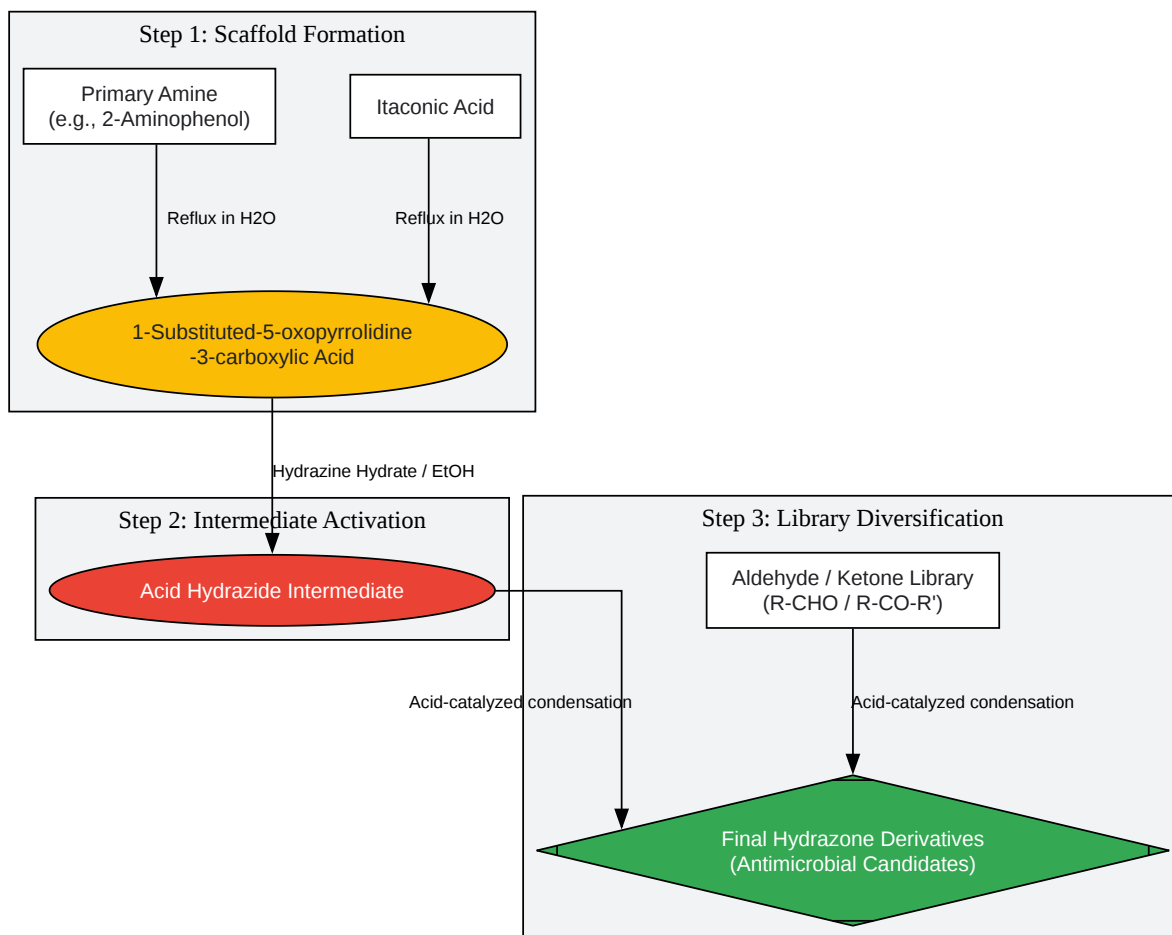 Step 1: Scaffold Formation
Primary Amine
(e.g., 2-Aminophenol)
Itaconic Acid
Reflux in H2O
Reflux in H2O
1-Substituted-5-oxopyrrolidine
-3-carboxylic Acid
Hydrazine Hydrate / EtOH
Step 2: Intermediate Activation
Acid Hydrazide Intermediate
Step 3: Library Diversification
Aldehyde / Ketone Library
(R-CHO / R-CO-R')
Acid-catalyzed condensation
Acid-catalyzed condensation
Final Hydrazone Derivatives
(Antimicrobial Candidates)